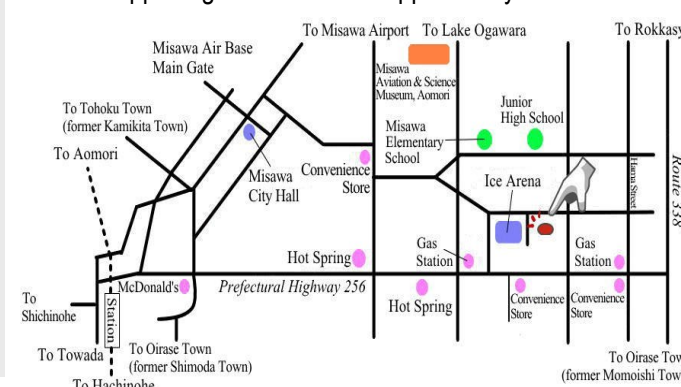 To Misawa Airport
To Lake Ogawara
To Rokkasy
Misawa Air Base
Main Gate
Misawa
Aviation & Science
Museum, Aomori
To Tohoku Town
(former Kamikita Town)
Junior
High School
Misawa
Elementary
School
To Aomori
Misawa
City Hall
Convenience
Store
Ice Arena
Hama Street
Route 338
Hot Spring
Gas
Station
Gas
Station
McDonald's
Prefectural Highway 256
Hot Spring
Convenience
Store
Convenience
Store
To
Shichinohe
Station
To Towada
To Oirase Town
(former Shimoda Town)
To Oirase Tow
(former Momoishi Tow
To Hachinohe